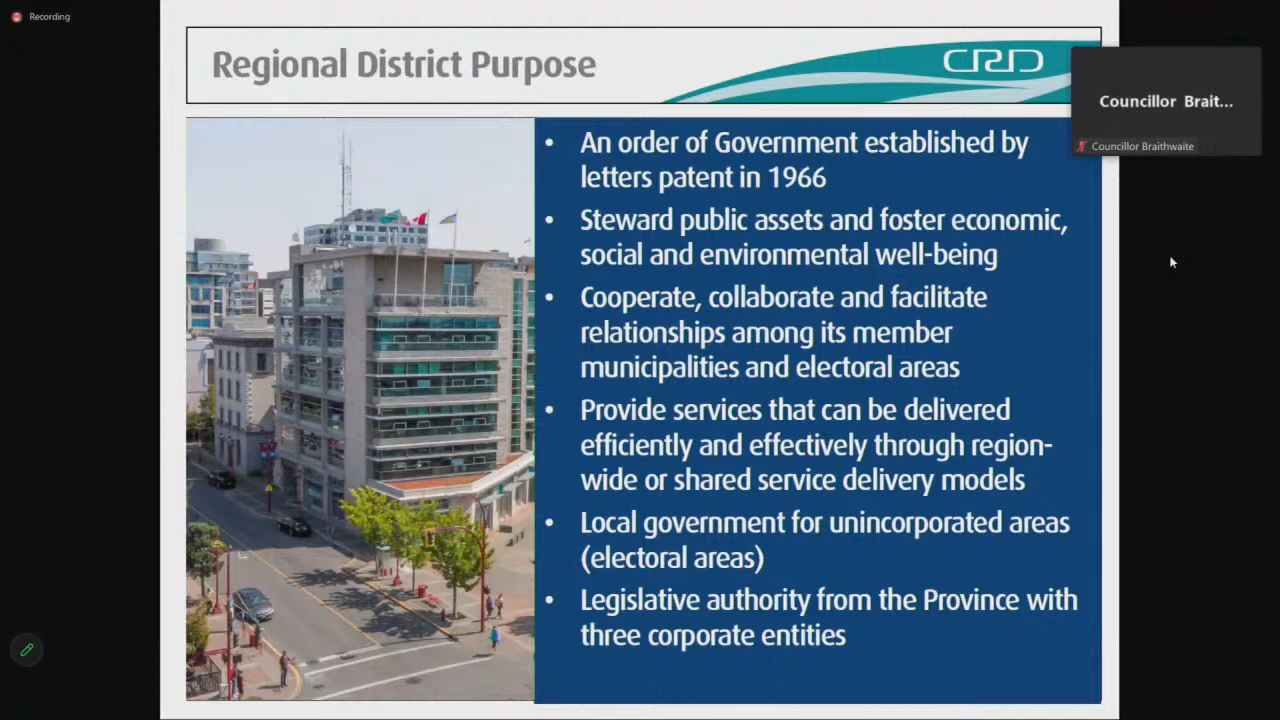 Recording
Regional District Purpose
CRD
Councillor Brait...
Councillor Braithwaite
• An order of Government established by
letters patent in 1966
• Steward public assets and foster economic,
social and environmental well-being
• Cooperate, collaborate and facilitate
relationships among its member
municipalities and electoral areas
• Provide services that can be delivered
efficiently and effectively through region-
wide or shared service delivery models
• Local government for unincorporated areas
(electoral areas)
• Legislative authority from the Province with
three corporate entities